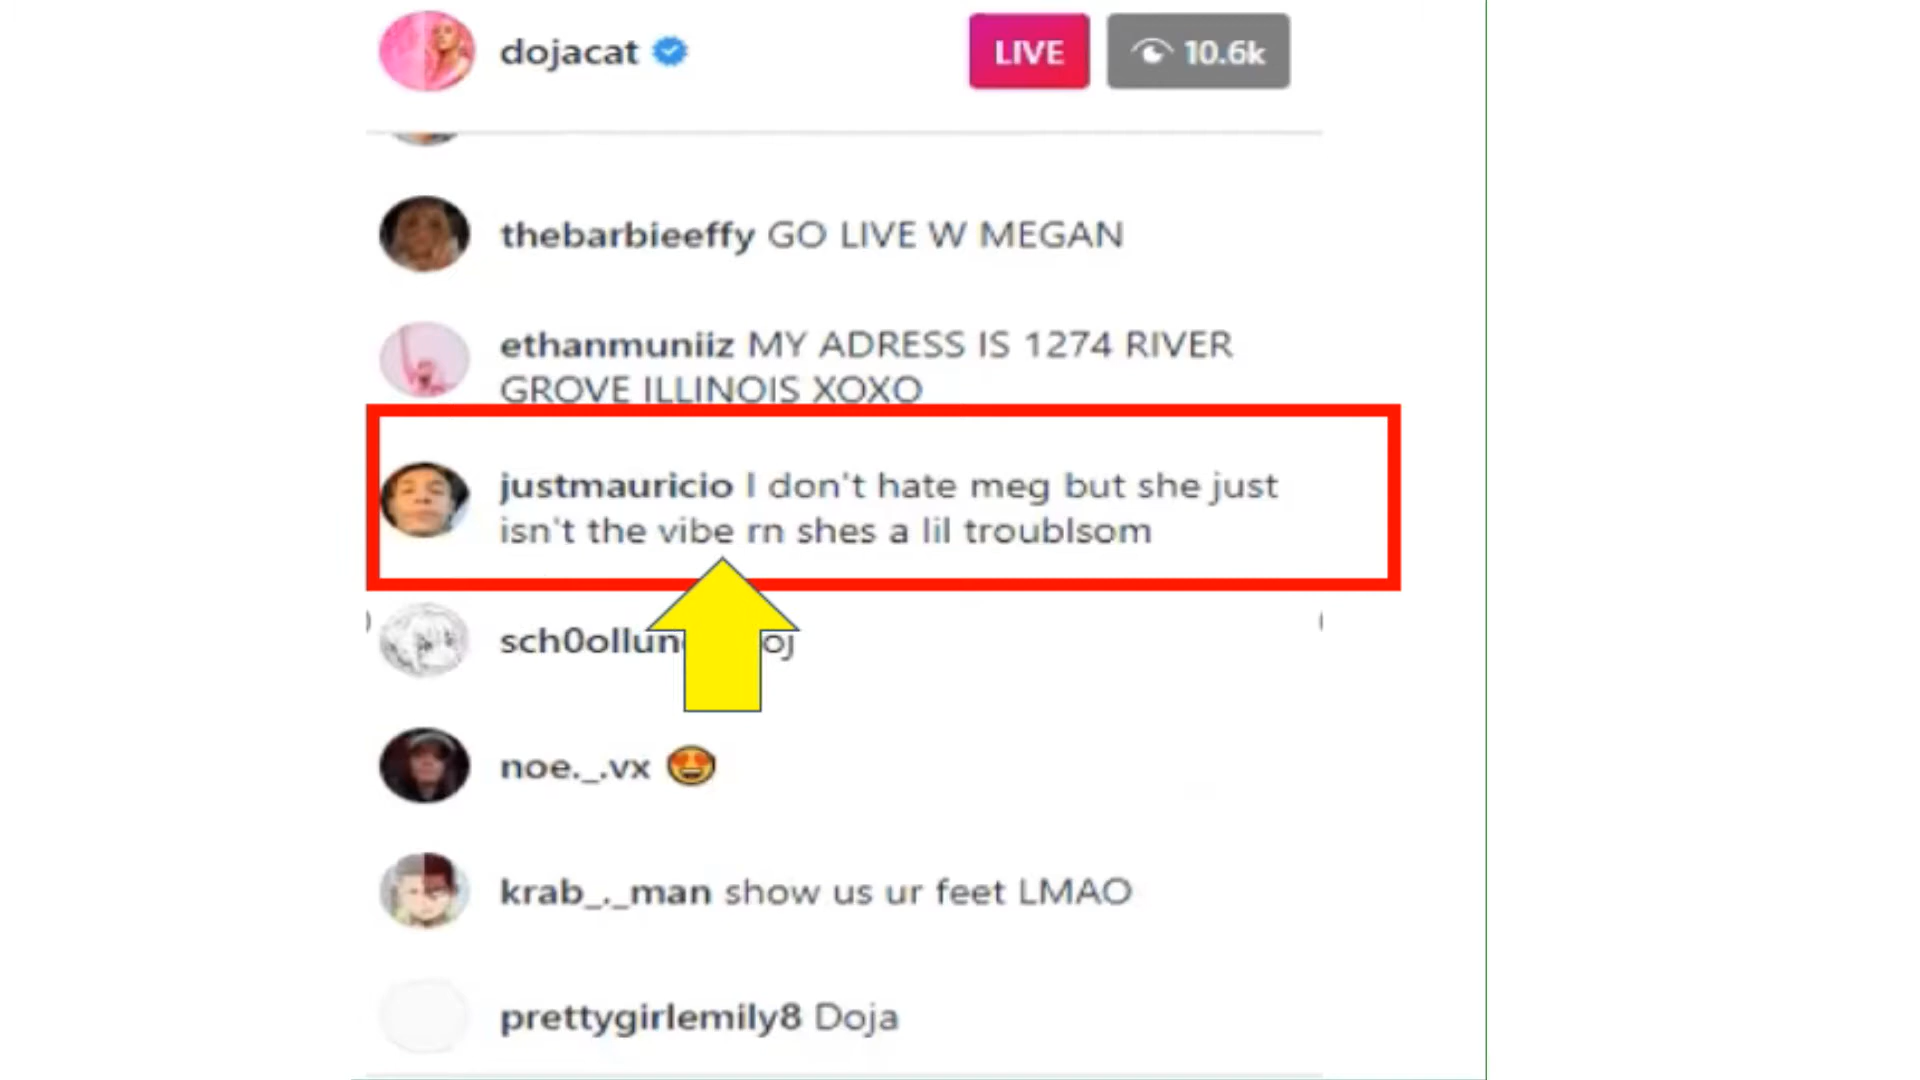 dojacat
LIVE
10.6k
thebarbieeffy GO LIVE W MEGAN
ethanmuniiz MY ADRESS IS 1274 RIVER
GROVE ILLINOIS XOXO
justmauricio I don't hate meg but she just
isn't the vibe rn shes a lil troublsom
noe._.vx 😍
krab_._man show us ur feet LMAO
prettygirlemily8 Doja